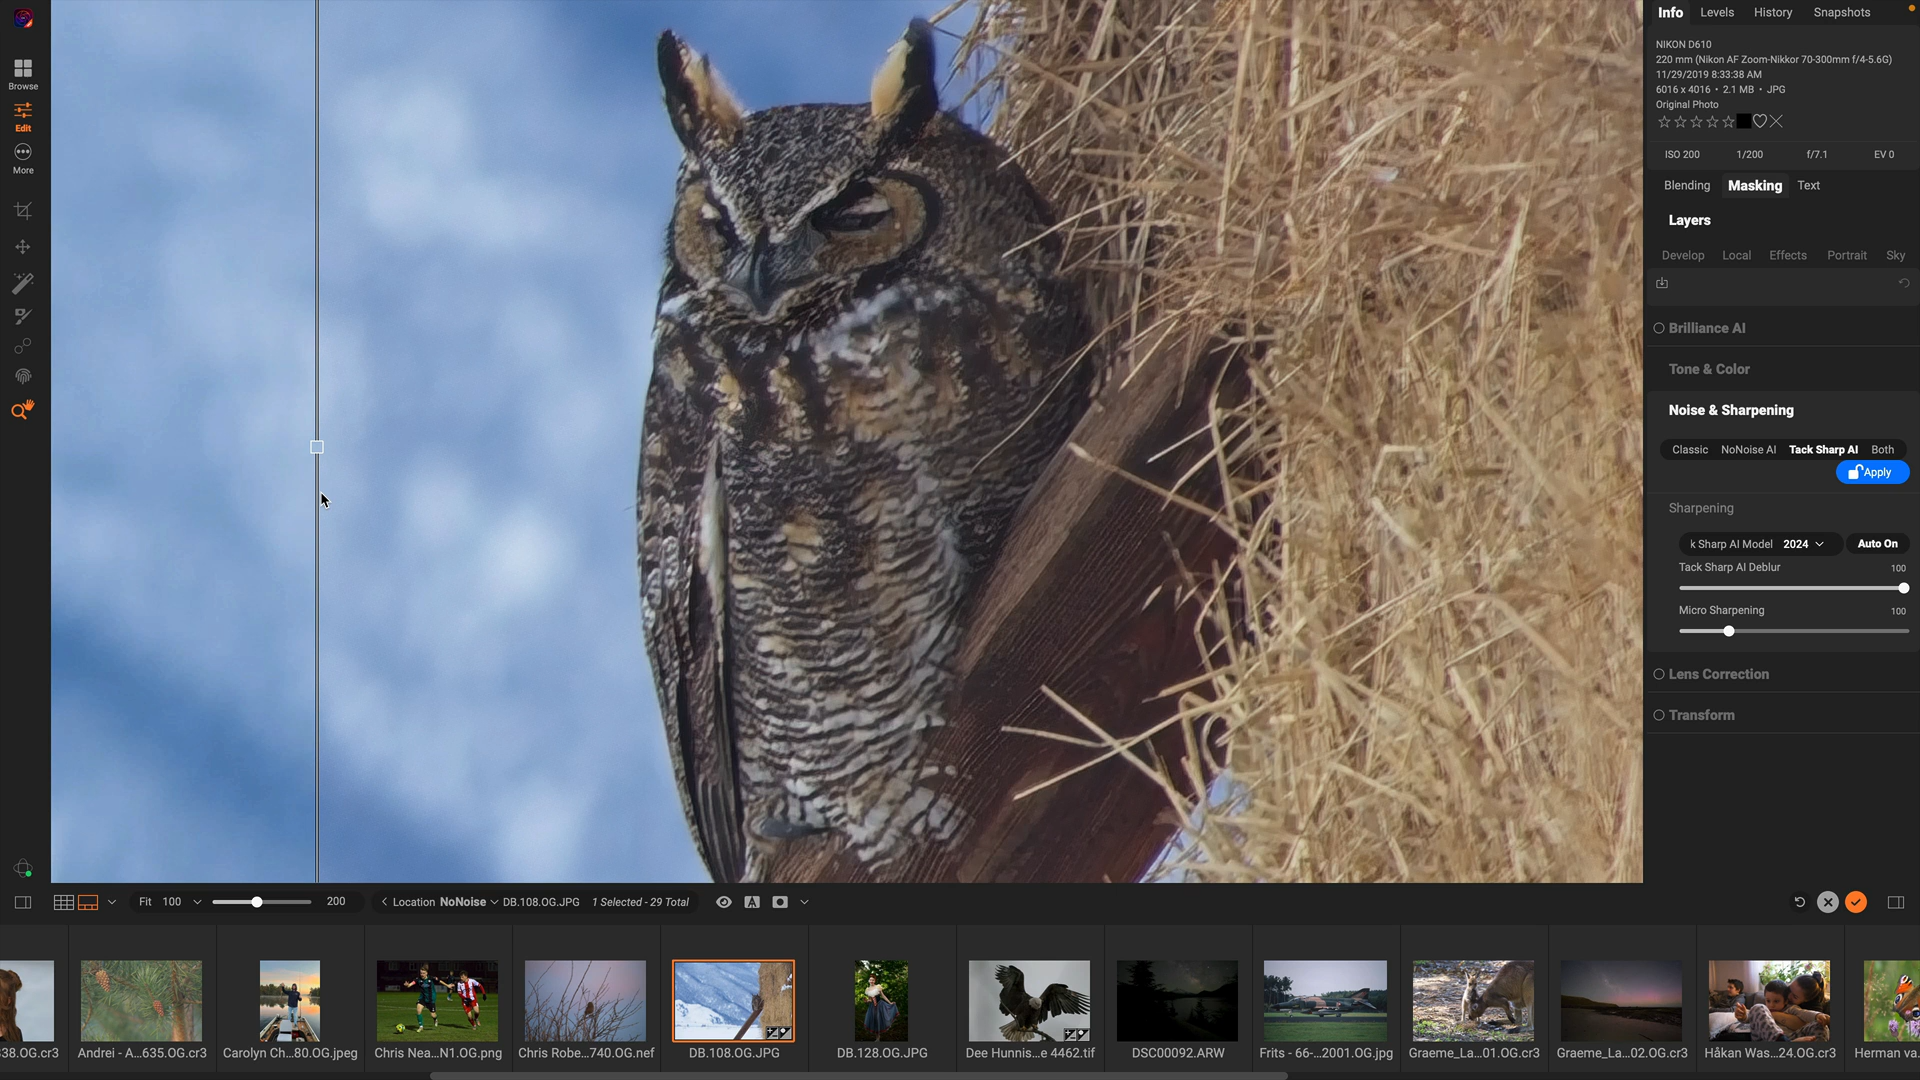 Info Levels History Snapshots
NIKON D610
220 mm (Nikon AF Zoom-Nikkor 70-300mm f/4-5.6G)
11/29/2019 8:33:38 AM
6016 x 4016 • 2.1 MB • JPG
Original Photo
ISO 200 1/200 f/7.1 EV 0
Blending Masking Text
Layers
Develop Local Effects Portrait Sky
Brilliance AI
Tone & Color
Noise & Sharpening
Classic NoNoise AI Tack Sharp AI Both
Apply
Sharpening
k Sharp AI Model 2024 Auto On
Tack Sharp AI Deblur 100
Micro Sharpening 100
Lens Correction
Transform
Browse
Edit
More
Fit 100 200 Location NoNoise DB.108.OG.JPG 1 Selected - 29 Total
38.OG.cr3 Andrei - A...635.OG.cr3 Carolyn Ch...80.OG.jpeg Chris Nea...N1.OG.png Chris Robe...740.OG.nef DB.108.OG.JPG DB.128.OG.JPG Dee Hunnis...e 4462.tif DSC00092.ARW Frits - 66-...2001.OG.jpg Graeme_La...01.OG.cr3 Graeme_La...02.OG.cr3 Håkan Was...24.OG.cr3 Herman va.